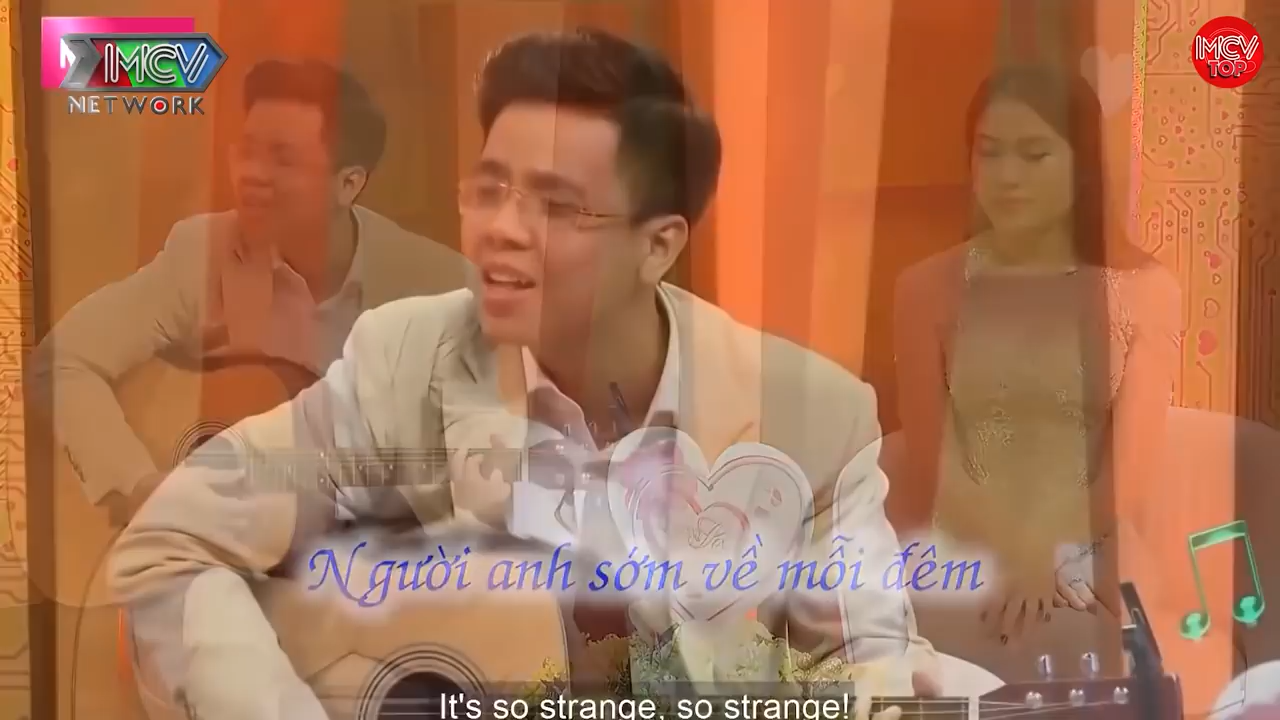 MCV
NETWORK
MCV
TOP
Người anh sớm về mỗi đêm
It's so strange, so strange!